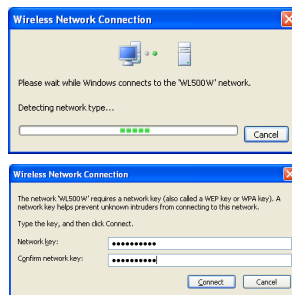 Wireless Network Connection
Please wait while Windows connects to the 'WL500W' network.
Detecting network type...
Cancel
Wireless Network Connection
The network 'WL500W' requires a network key (also called a WEP key or WPA key). A
network key helps prevent unknown intruders from connecting to this network.
Type the key, and then click Connect.
Network key:
Confirm network key:
Connect Cancel